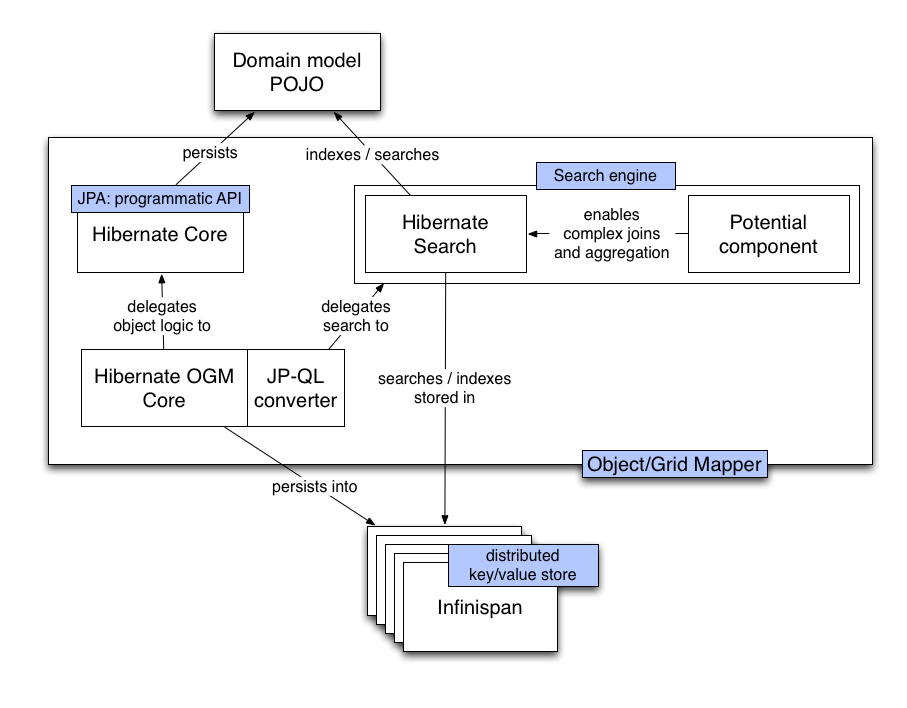 Domain model
POJO
persists
indexes / searches
Search engine
JPA: programmatic API
Hibernate Core
Hibernate
Search
enables
complex joins
and aggregation
Potential
component
delegates
object logic to
delegates
search to
Hibernate OGM
Core
JP-QL
converter
searches / indexes
stored in
Object/Grid Mapper
persists into
distributed
key/value store
Infinispan